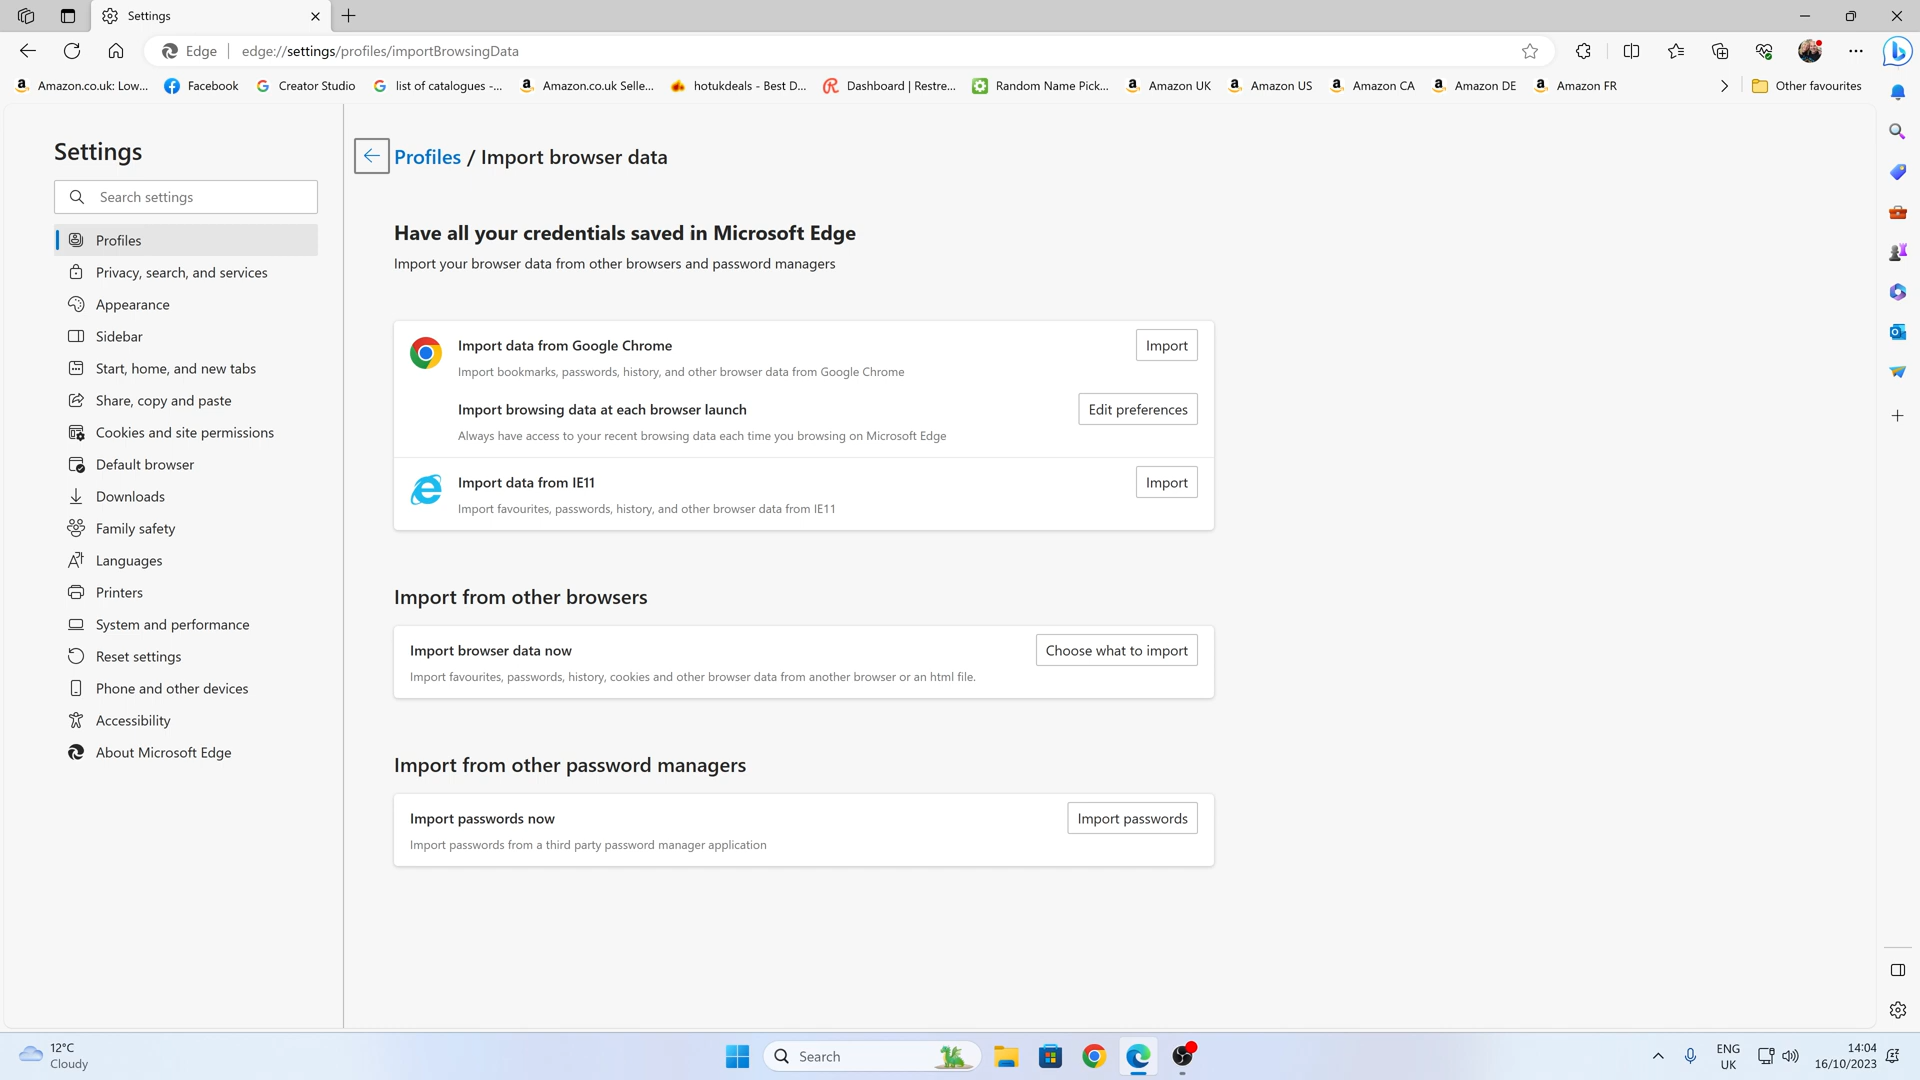 Settings
Edge
edge://settings/profiles/importBrowsingData
Amazon.co.uk: Low...
Facebook
Creator Studio
list of catalogues -...
Amazon.co.uk Selle...
hotukdeals - Best D...
Dashboard | Restre...
Random Name Pick...
Amazon UK
Amazon US
Amazon CA
Amazon DE
Amazon FR
Other favourites
Settings
Search settings
Profiles
Privacy, search, and services
Appearance
Sidebar
Start, home, and new tabs
Share, copy and paste
Cookies and site permissions
Default browser
Downloads
Family safety
Languages
Printers
System and performance
Reset settings
Phone and other devices
Accessibility
About Microsoft Edge
Profiles / Import browser data
Have all your credentials saved in Microsoft Edge
Import your browser data from other browsers and password managers
Import data from Google Chrome
Import
Import bookmarks, passwords, history, and other browser data from Google Chrome
Import browsing data at each browser launch
Edit preferences
Always have access to your recent browsing data each time you browsing on Microsoft Edge
Import data from IE11
Import
Import favourites, passwords, history, and other browser data from IE11
Import from other browsers
Import browser data now
Choose what to import
Import favourites, passwords, history, cookies and other browser data from another browser or an html file.
Import from other password managers
Import passwords now
Import passwords
Import passwords from a third party password manager application
12°C
Cloudy
Search
ENG
UK
14:04
16/10/2023